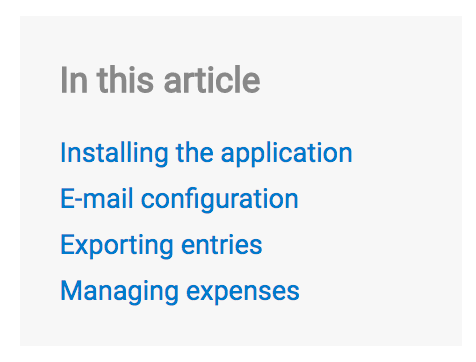 In this article
Installing the application
E-mail configuration
Exporting entries
Managing expenses